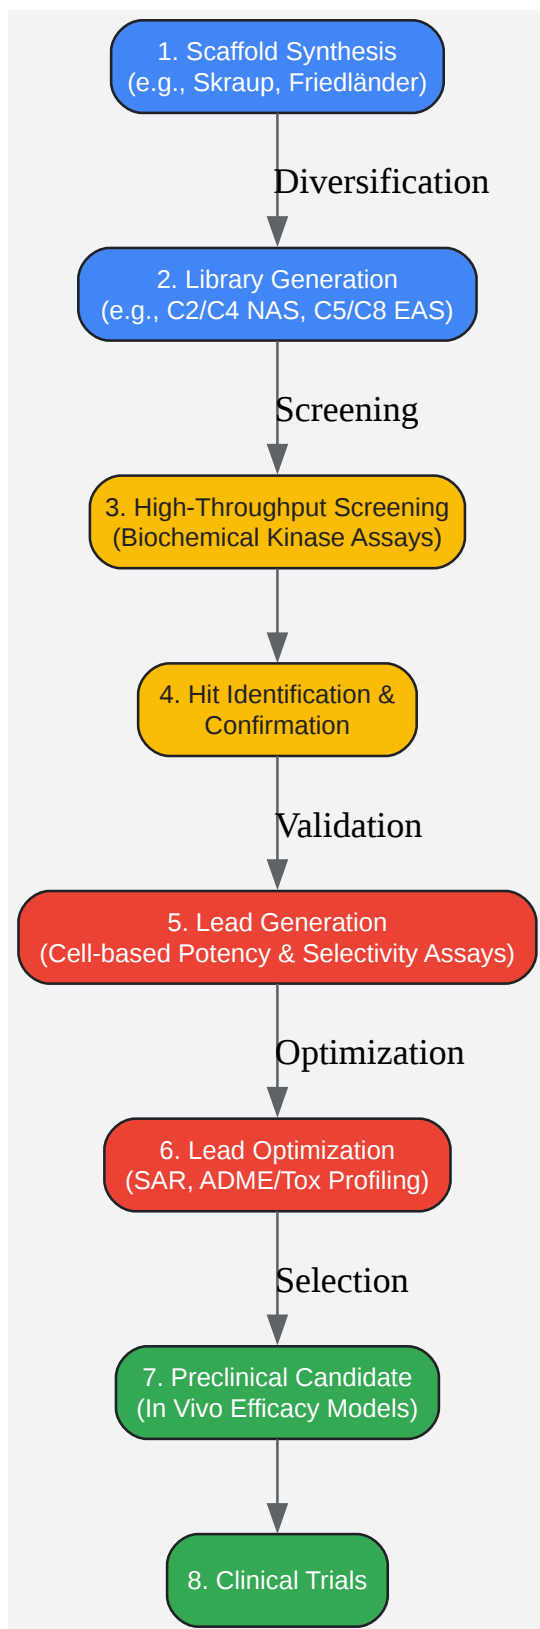 1. Scaffold Synthesis
(e.g., Skraup, Friedländer)
Diversification
2. Library Generation
(e.g., C2/C4 NAS, C5/C8 EAS)
Screening
3. High-Throughput Screening
(Biochemical Kinase Assays)
4. Hit Identification &
Confirmation
Validation
5. Lead Generation
(Cell-based Potency & Selectivity Assays)
Optimization
6. Lead Optimization
(SAR, ADME/Tox Profiling)
Selection
7. Preclinical Candidate
(In Vivo Efficacy Models)
8. Clinical Trials